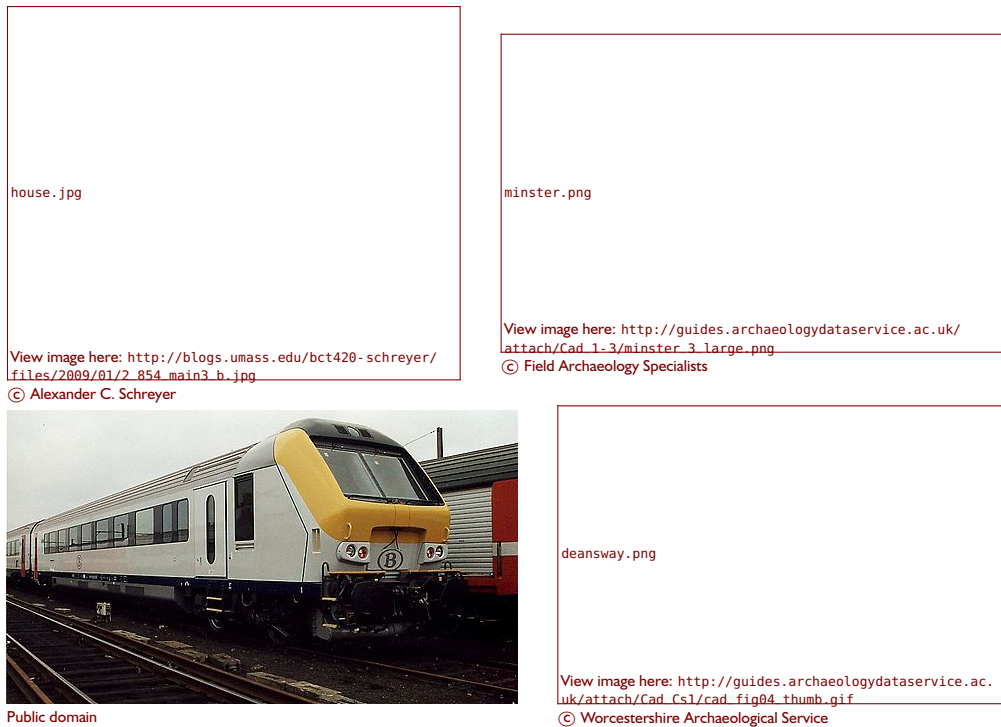 house.jpg
View image here: http://blogs.umass.edu/bct420-schreyer/
files/2009/01/2_854_main3_b.jpg
© Alexander C. Schreyer
minster.png
View image here: http://guides.archaeologydataservice.ac.uk/
attach/Cad_1-3/minster_3_large.png
© Field Archaeology Specialists
B
Public domain
deansway.png
View image here: http://guides.archaeologydataservice.ac.
uk/attach/Cad_Cs1/cad_fig04_thumb.gif
© Worcestershire Archaeological Service